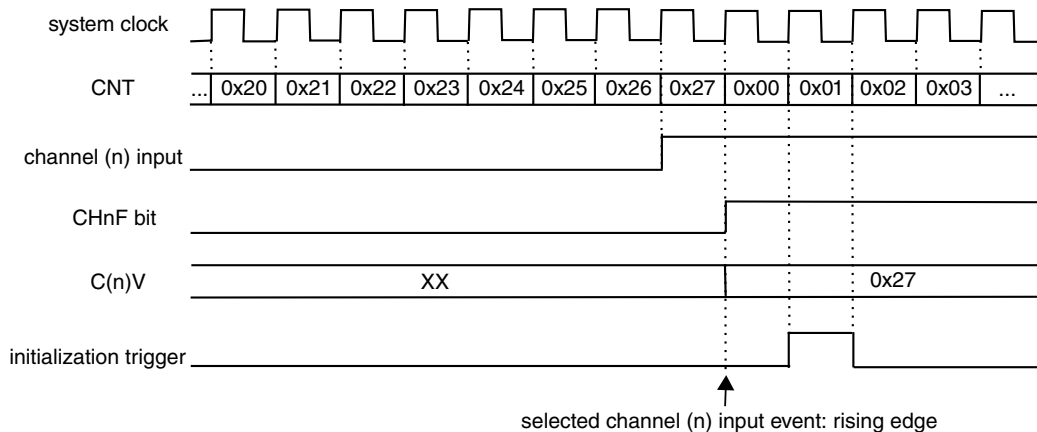 system clock
CNT ... 0x20 0x21 0x22 0x23 0x24 0x25 0x26 0x27 0x00 0x01 0x02 0x03 ...
channel (n) input
CHnF bit
C(n)V XX 0x27
initialization trigger
selected channel (n) input event: rising edge